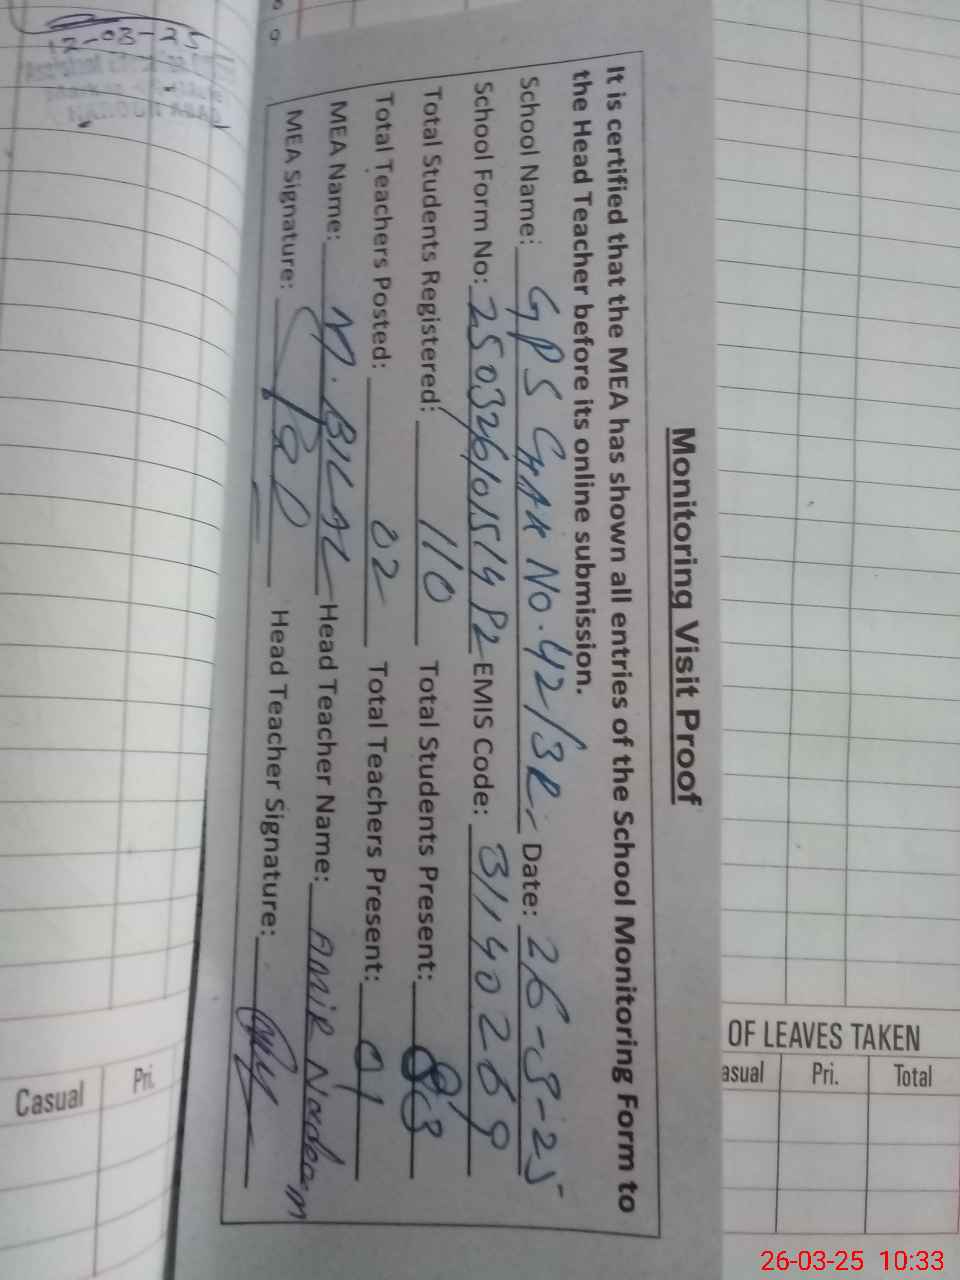 Monitoring Visit Proof
It is certified that the MEA has shown all entries of the School Monitoring Form to
the Head Teacher before its online submission.
School Name: GPS CHAK No. 42/3R Date: 26-3-25
School Form No: 2503260151482 EMIS Code: 31140269
Total Students Registered: 110 Total Students Present: 83
Total Teachers Posted: 02 Total Teachers Present: 01
MEA Name: M. BILAL Head Teacher Name: AMIR Nadeem
MEA Signature: Head Teacher Signature:
12-03-25
OF LEAVES TAKEN
asual Pri. Total
Casual Pri.
26-03-25 10:33